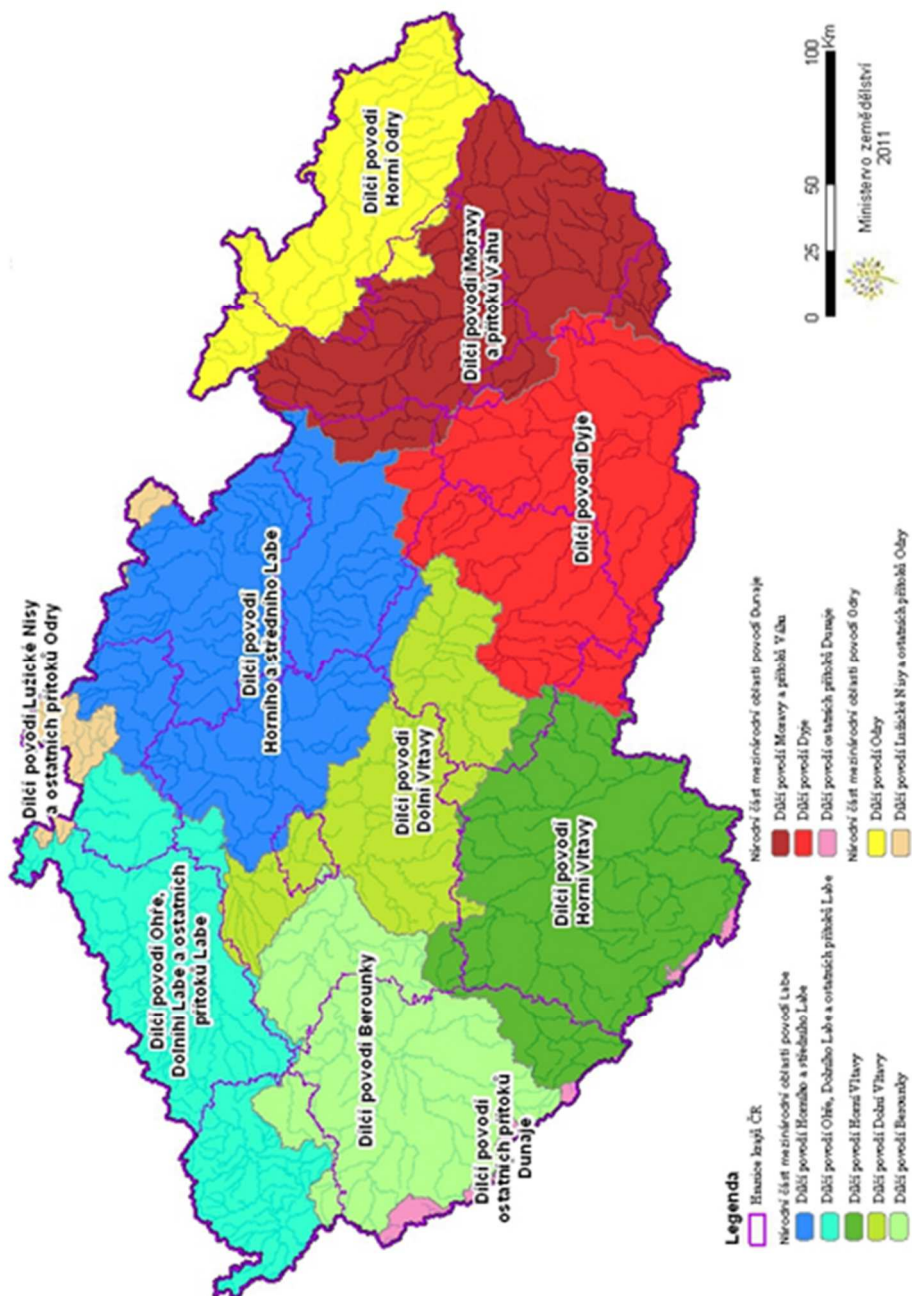 Dílčí povodí Lužické Nisy
a ostatních přítoků Odry
Dílčí povodí Ohře,
Dolního Labe a ostatních
přítoků Labe
Dílčí povodí
Horního a středního Labe
Dílčí povodí
Horní Odry
Dílčí povodí Berounky
Dílčí povodí
Dolní Vltavy
Dílčí povodí Moravy
a přítoků Váhu
Dílčí povodí
ostatních přítoků
Dunaje
Dílčí povodí
Horní Vltavy
Dílčí povodí Dyje
Legenda
Hranice krajů ČR
Národní část mezinárodní oblasti povodí Labe
Dílčí povodí Horního a středního Labe
Dílčí povodí Ohře, Dolního Labe a ostatních přítoků Labe
Dílčí povodí Horní Vltavy
Dílčí povodí Dolní Vltavy
Dílčí povodí Berounky
Národní část mezinárodní oblasti povodí Dunaje
Dílčí povodí Moravy a přítoků Váhu
Dílčí povodí Dyje
Dílčí povodí ostatních přítoků Dunaje
Národní část mezinárodní oblasti povodí Odry
Dílčí povodí Odry
Dílčí povodí Lužické Nisy a ostatních přítoků Odry
0 25 50 100
Km
Ministervo zemědělství
2011